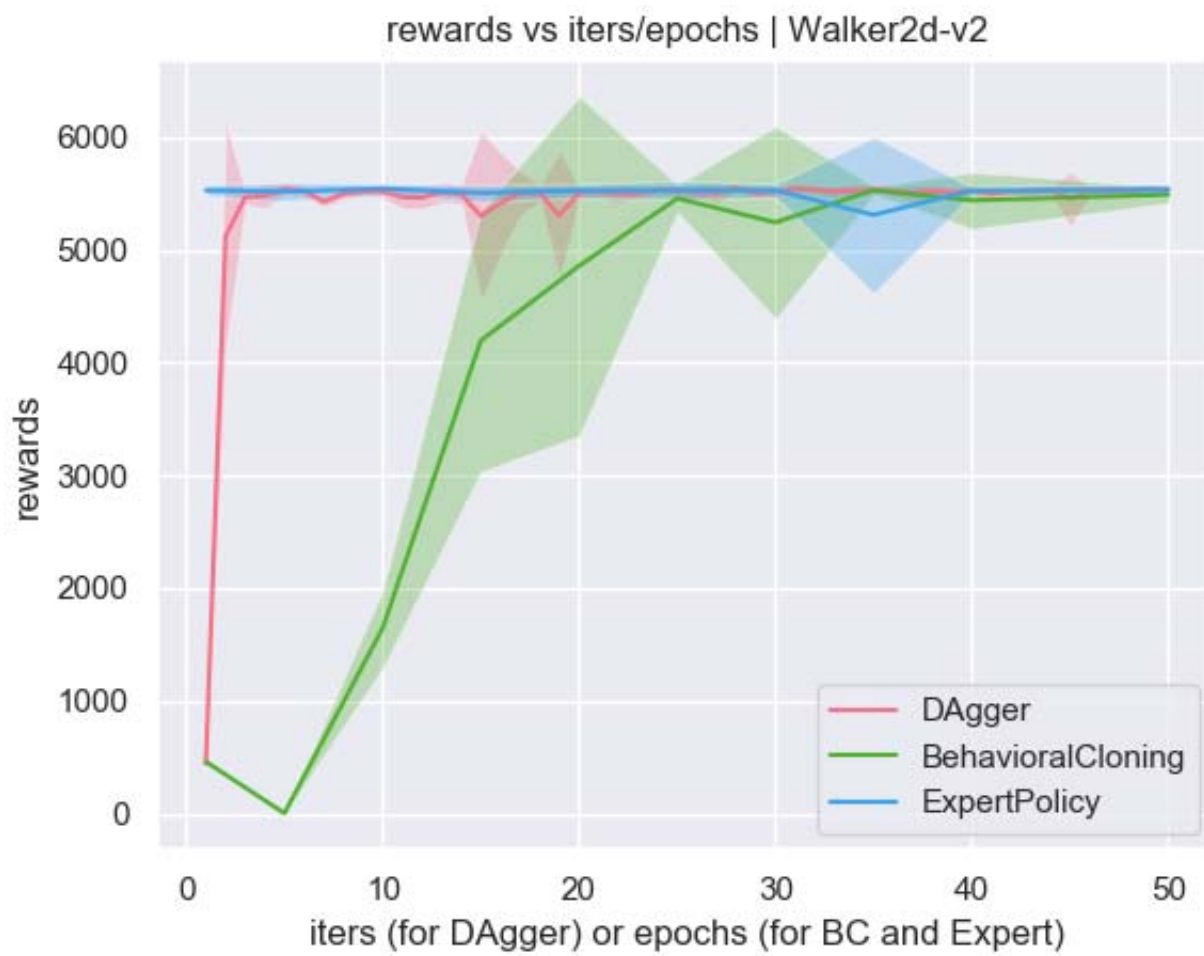 rewards vs iters/epochs | Walker2d-v2
6000
5000
4000
3000
2000
1000
0
rewards
0 10 20 30 40 50
iters (for DAgger) or epochs (for BC and Expert)
DAgger
BehavioralCloning
ExpertPolicy